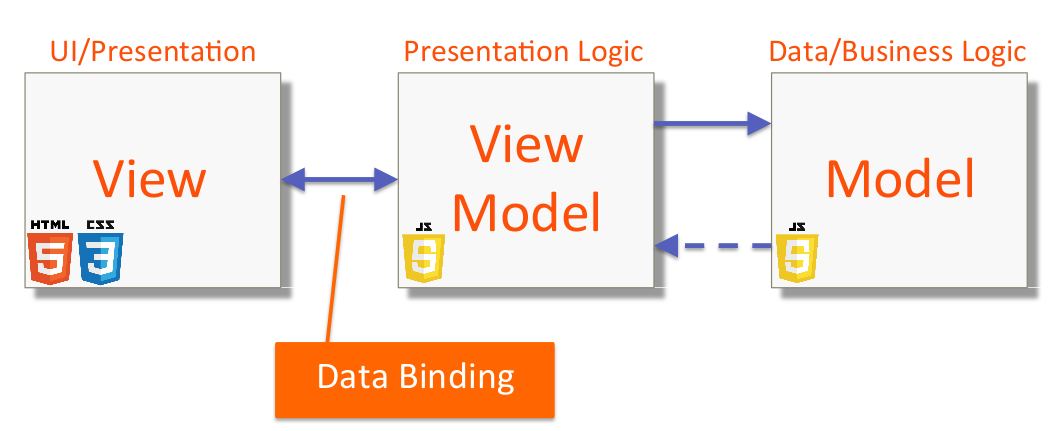 UI/Presentation
Presentation Logic
Data/Business Logic
View
View
Model
Model
HTML
5
CSS
3
JS
5
JS
5
Data Binding